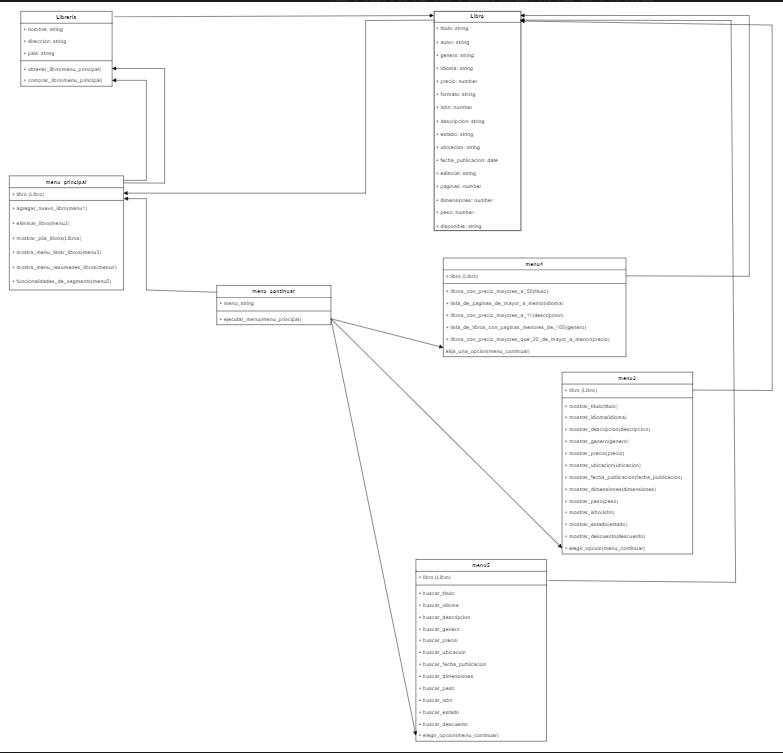 Libreria
+ nombre: string
+ direccion: string
+ pais: string
+ obtener_libro(menu_principal)
+ comprar_libro(menu_principal)
Libro
+ titulo: string
+ autor: string
+ genero: string
+ idioma: string
+ precio: number
+ formato: string
+ isbn: number
+ descripcion: string
+ estado: string
+ ubicacion: string
+ fecha_publicacion: date
+ editorial: string
+ paginas: number
+ dimensiones: number
+ peso: number
+ disponible: string
menu principal
+ libro (Libro)
+ agregar_nuevo_libro(menu1)
+ eliminar_libro(menu2)
+ mostrar_pila_libros(Libros)
+ mostra_menu_listar_libros(menu3)
+ mostra_menu_resumenes_libros(menu4)
+ funcionalidades_de_segmento(menu5)
menu continuar
+ menu_string
+ ejecutar_menu(menu_principal)
menu4
+ libro (Libro)
+ libros_con_precio_mayores_a_50(titulo)
+ lista_de_paginas_de_mayor_a_menor(idioma)
+ libros_con_precio_mayores_a_11(descripcion)
+ lista_de_libros_con_paginas_menores_de_100(genero)
+ libros_con_precio_mayores_que_20_de_mayor_a_menor(precio)
elija_una_opcion(menu_continuar)
menu3
+ libro (Libro)
+ mostrar_titulo(titulo)
+ mostrar_idioma(idioma)
+ mostrar_descripcion(descripcion)
+ mostrar_genero(genero)
+ mostrar_precio(precio)
+ mostrar_ubicacion(ubicacion)
+ mostrar_fecha_publicacion(fecha_publicacion)
+ mostrar_dimensiones(dimensiones)
+ mostrar_peso(peso)
+ mostrar_isbn(isbn)
+ mostrar_estado(estado)
+ mostrar_descuento(descuento)
+ elegir_opcion(menu_continuar)
menu5
+ libro (Libro)
+ buscar_titulo
+ buscar_idioma
+ buscar_descripcion
+ buscar_genero
+ buscar_precio
+ buscar_ubicacion
+ buscar_fecha_publicacion
+ buscar_dimensiones
+ buscar_peso
+ buscar_isbn
+ buscar_estado
+ buscar_descuento
+ elegir_opcion(menu_continuar)